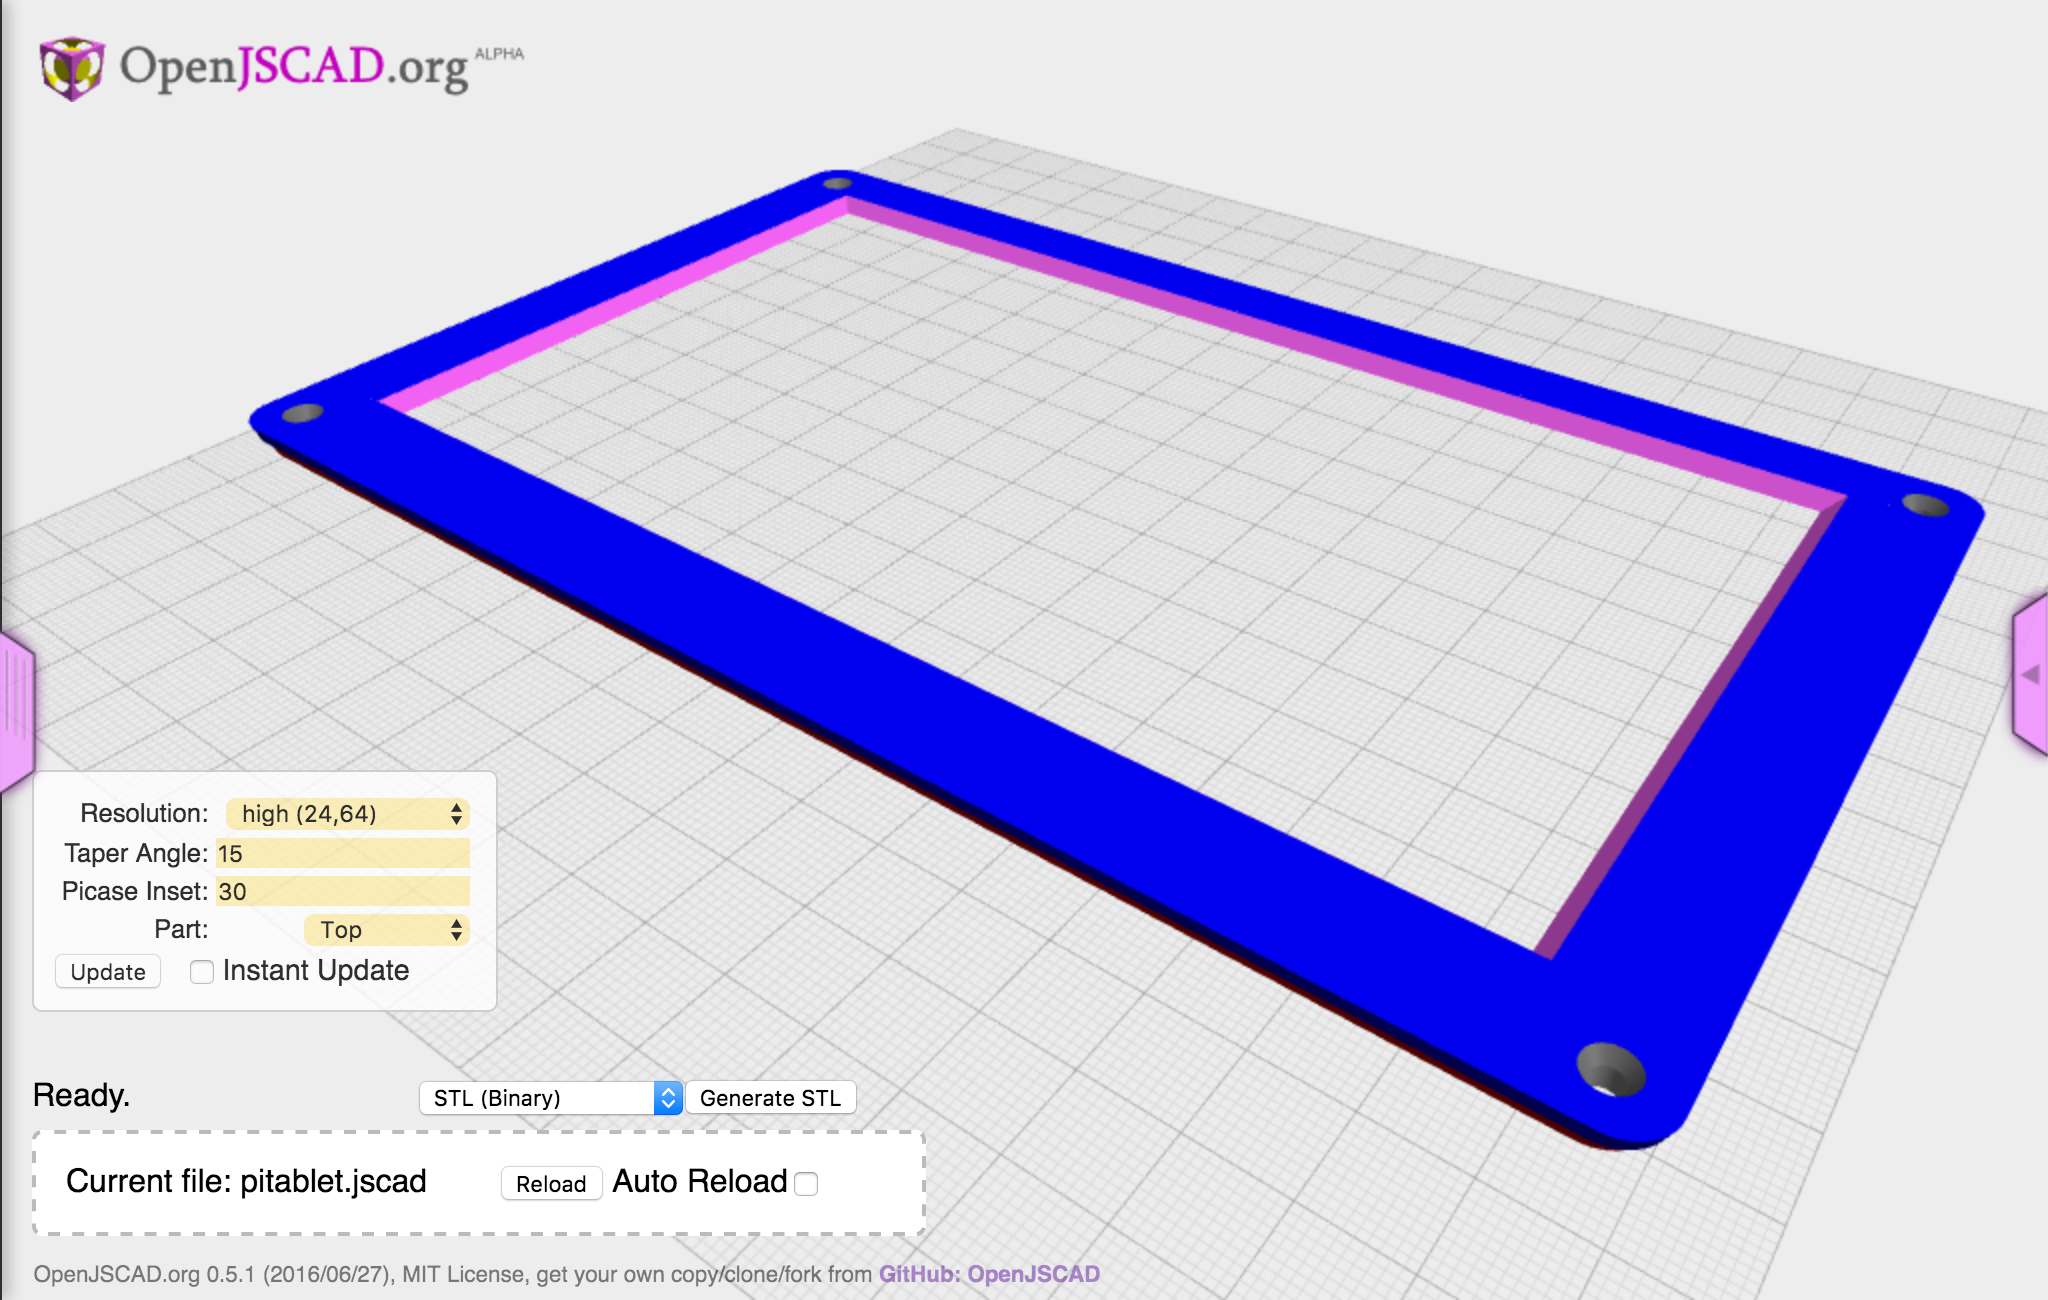 OpenJSCAD.org ALPHA
Resolution: high (24,64)
Taper Angle: 15
Picase Inset: 30
Part: Top
Update Instant Update
Ready. STL (Binary) Generate STL
Current file: pitablet.jscad Reload Auto Reload
OpenJSCAD.org 0.5.1 (2016/06/27), MIT License, get your own copy/clone/fork from GitHub: OpenJSCAD